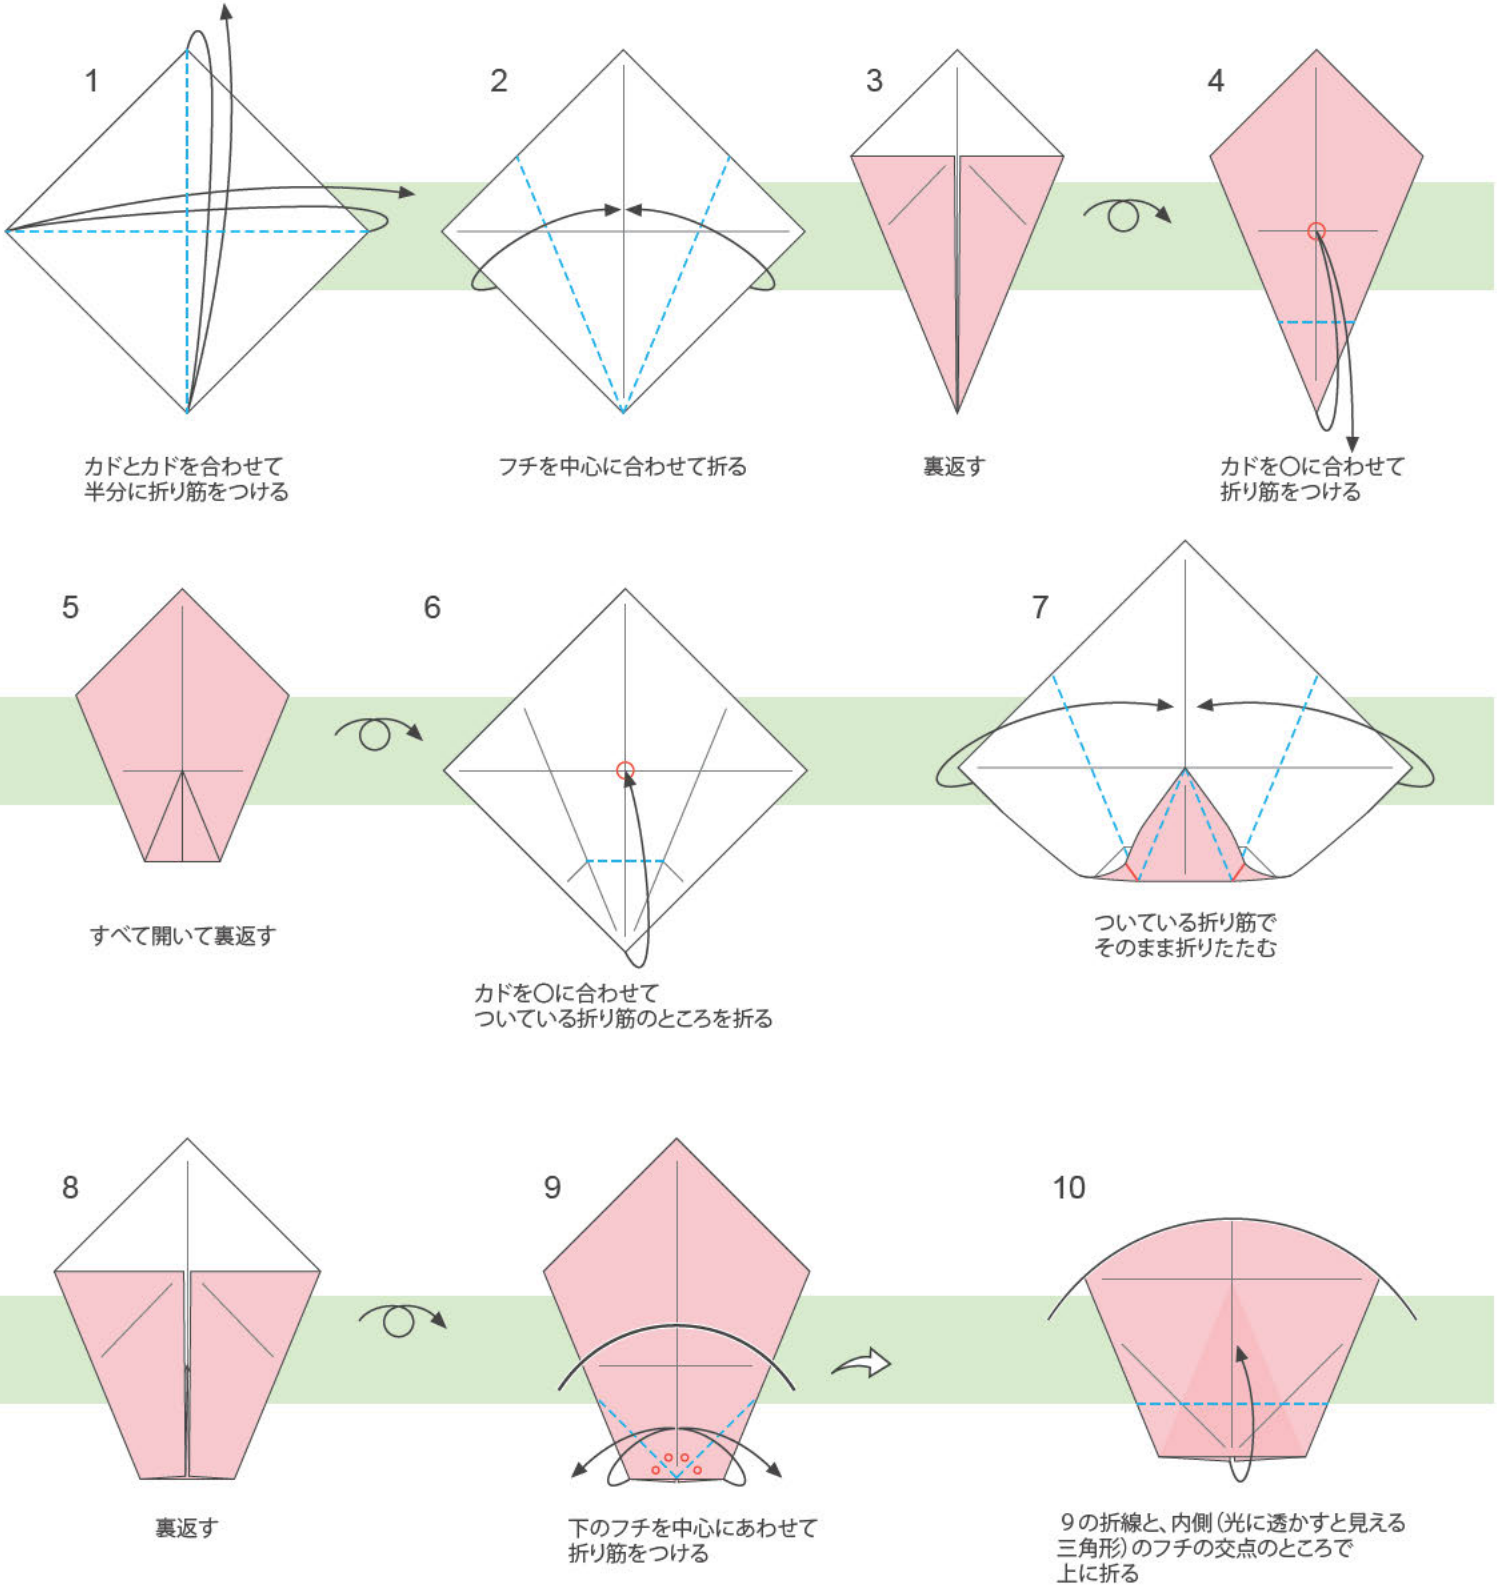 1
2
3
4
カドとカドを合わせて
半分に折り筋をつける
フチを中心に合わせて折る
裏返す
カドを〇に合わせて
折り筋をつける
5
6
7
すべて開いて裏返す
カドを〇に合わせて
ついている折り筋のところを折る
ついている折り筋で
そのまま折りたたむ
8
9
10
裏返す
下のフチを中心にあわせて
折り筋をつける
９の折線と、内側（光に透かすと見える
三角形）のフチの交点のところで
上に折る